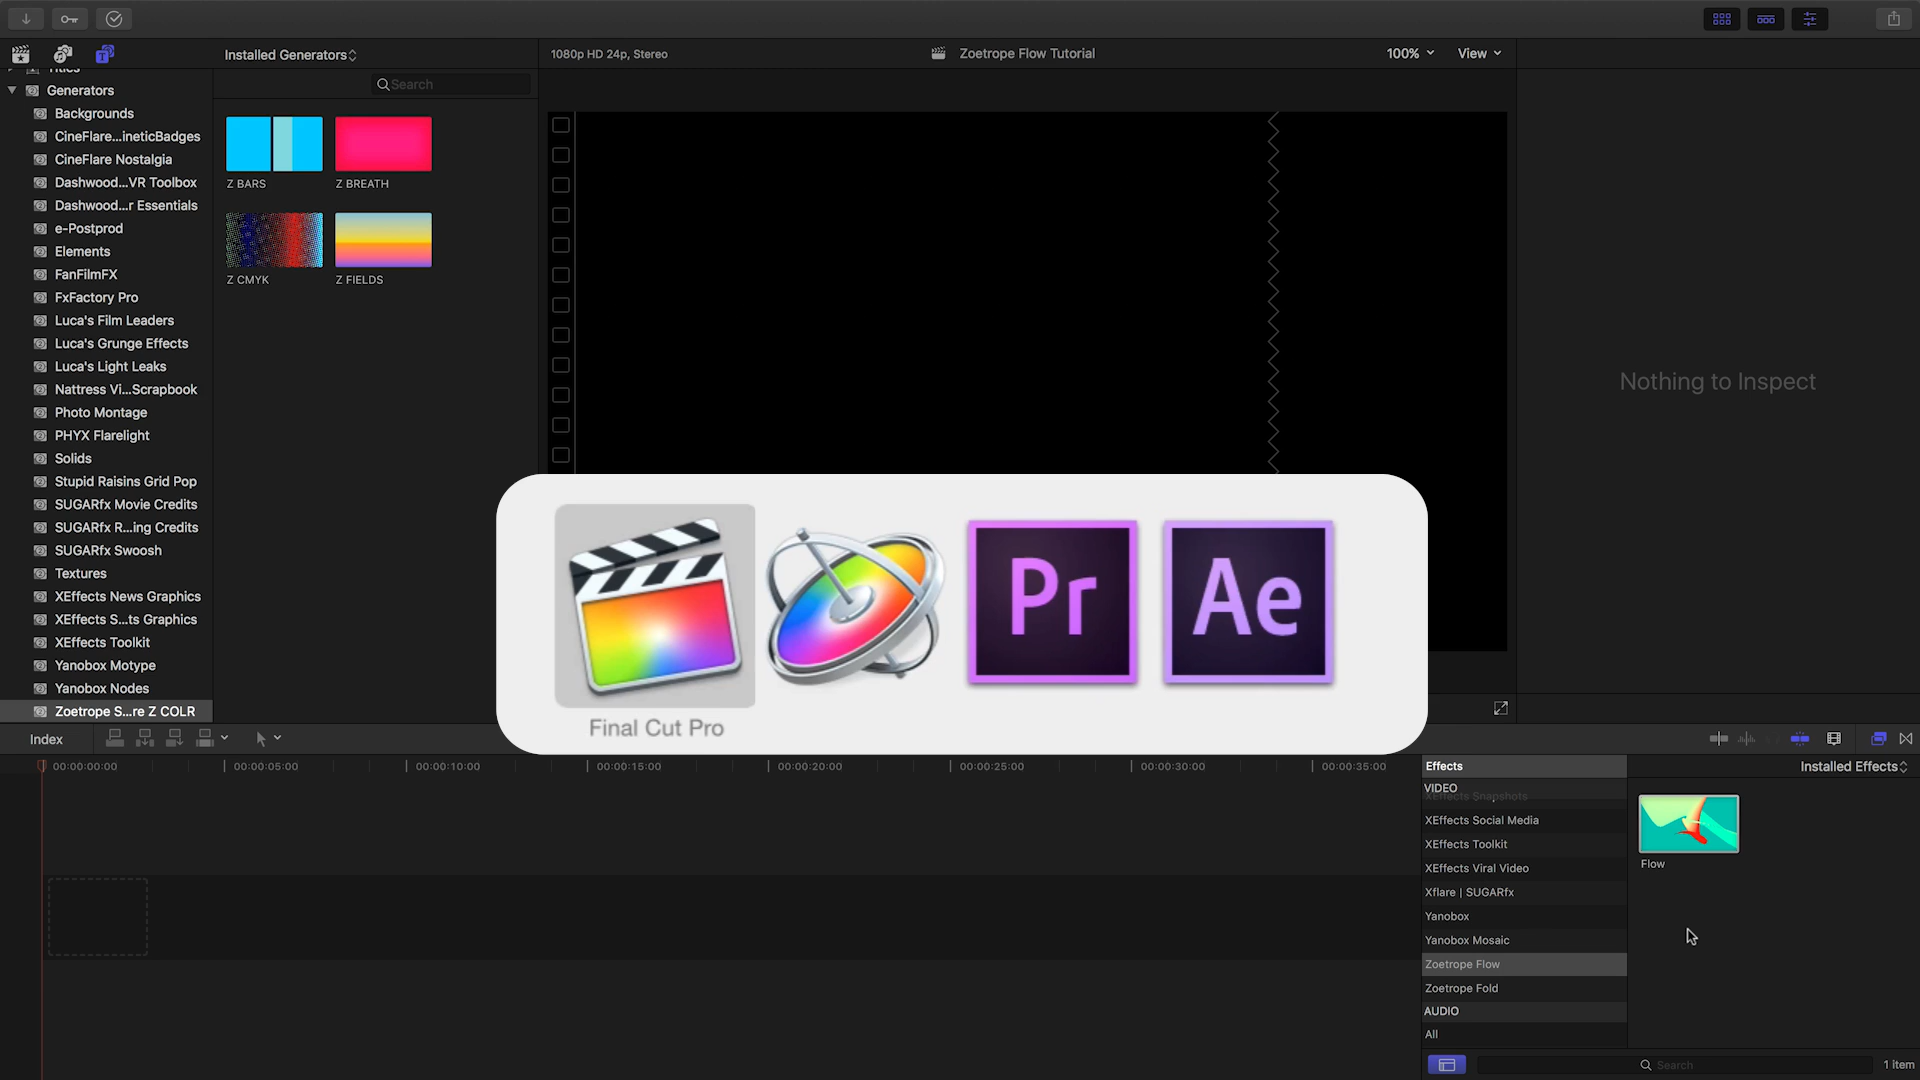 Installed Generators
1080p HD 24p, Stereo
Zoetrope Flow Tutorial
100%
View
Titles
Search
Generators
Backgrounds
CineFlare...ineticBadges
CineFlare Nostalgia
Dashwood...VR Toolbox
Dashwood...r Essentials
e-Postprod
Elements
FanFilmFX
FxFactory Pro
Luca's Film Leaders
Luca's Grunge Effects
Luca's Light Leaks
Nattress Vi...Scrapbook
Photo Montage
PHYX Flarelight
Solids
Stupid Raisins Grid Pop
SUGARfx Movie Credits
SUGARfx R...ing Credits
SUGARfx Swoosh
Textures
XEffects News Graphics
XEffects S...ts Graphics
XEffects Toolkit
Yanobox Motype
Yanobox Nodes
Zoetrope S...re Z COLR
Z BARS
Z BREATH
Z CMYK
Z FIELDS
Nothing to Inspect
Pr
Ae
Final Cut Pro
Index
00:00:00:00
00:00:05:00
00:00:10:00
00:00:15:00
00:00:20:00
00:00:25:00
00:00:30:00
00:00:35:00
Effects
Installed Effects
VIDEO
XEffects Snapshots
XEffects Social Media
XEffects Toolkit
XEffects Viral Video
Xflare | SUGARfx
Yanobox
Yanobox Mosaic
Zoetrope Flow
Zoetrope Fold
AUDIO
All
Flow
Search
1 item